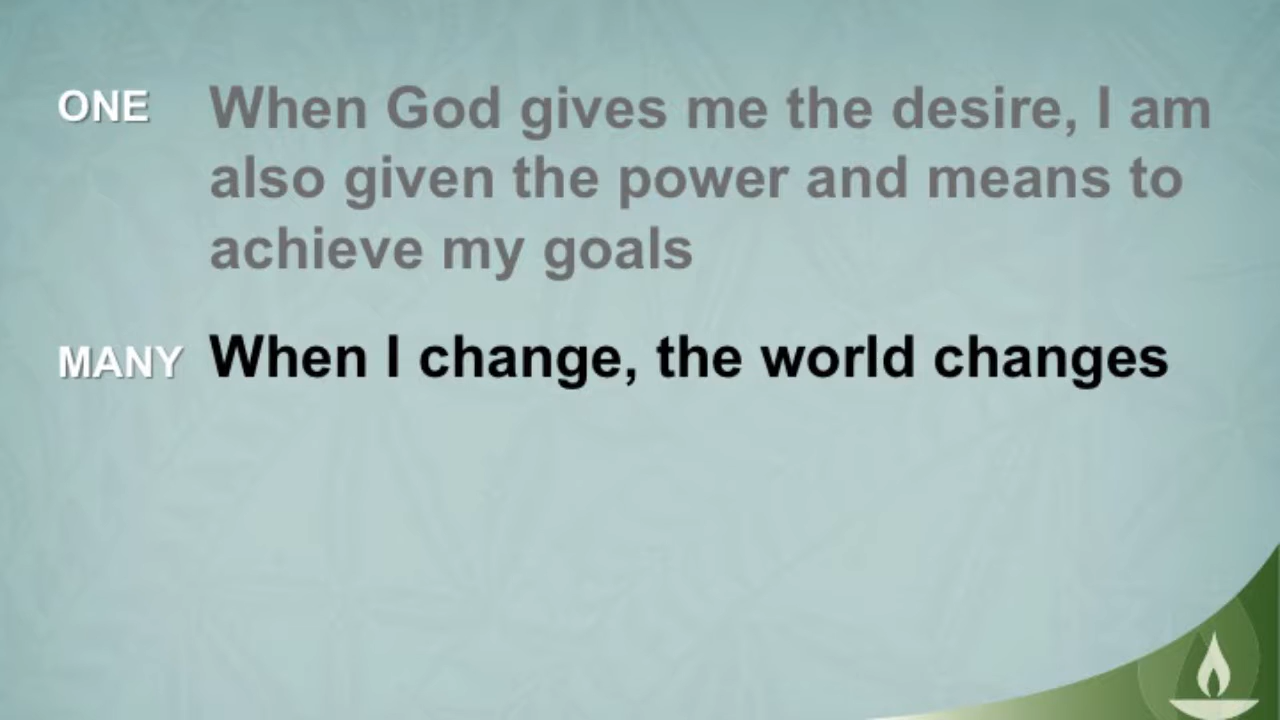 ONE When God gives me the desire, I am
also given the power and means to
achieve my goals
MANY When I change, the world changes